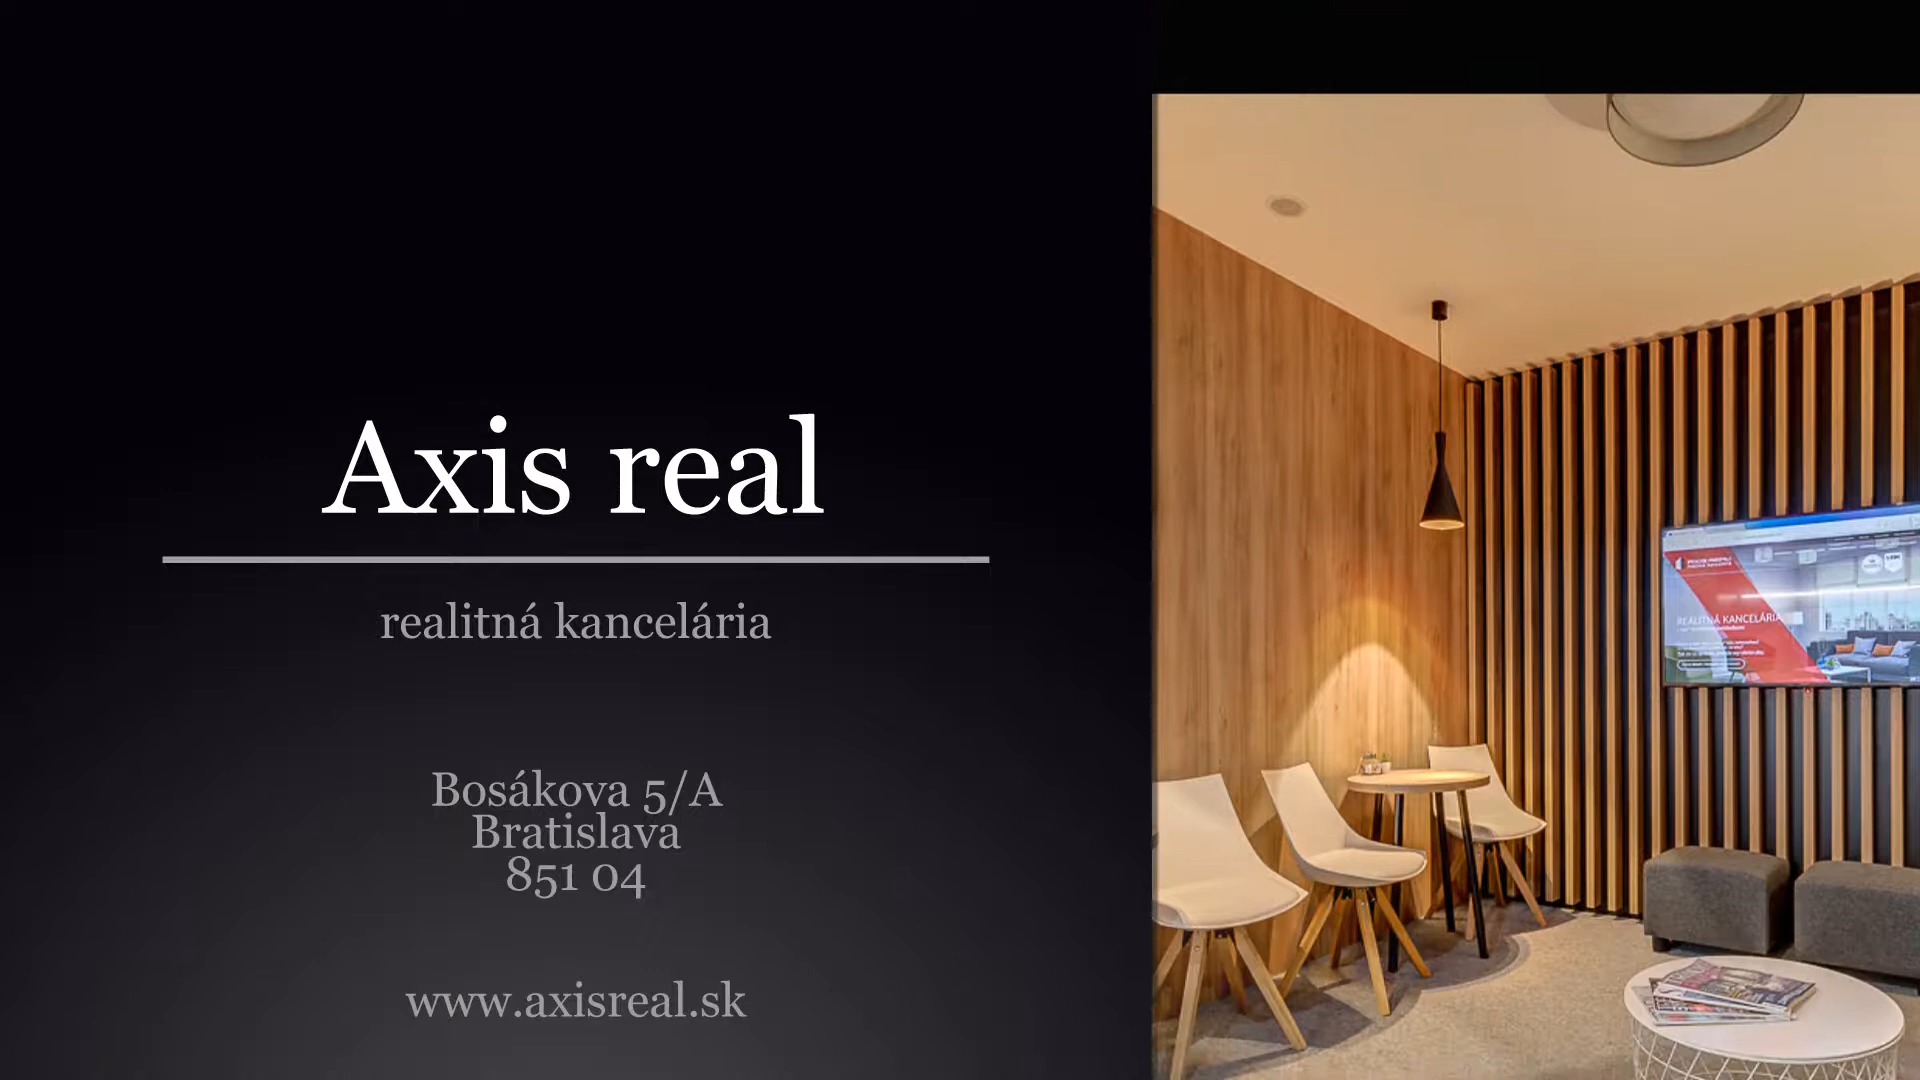 Axis real
realitná kancelária
Bosákova 5/A
Bratislava
851 04
www.axisreal.sk
REALITNÁ KANCELÁRIA